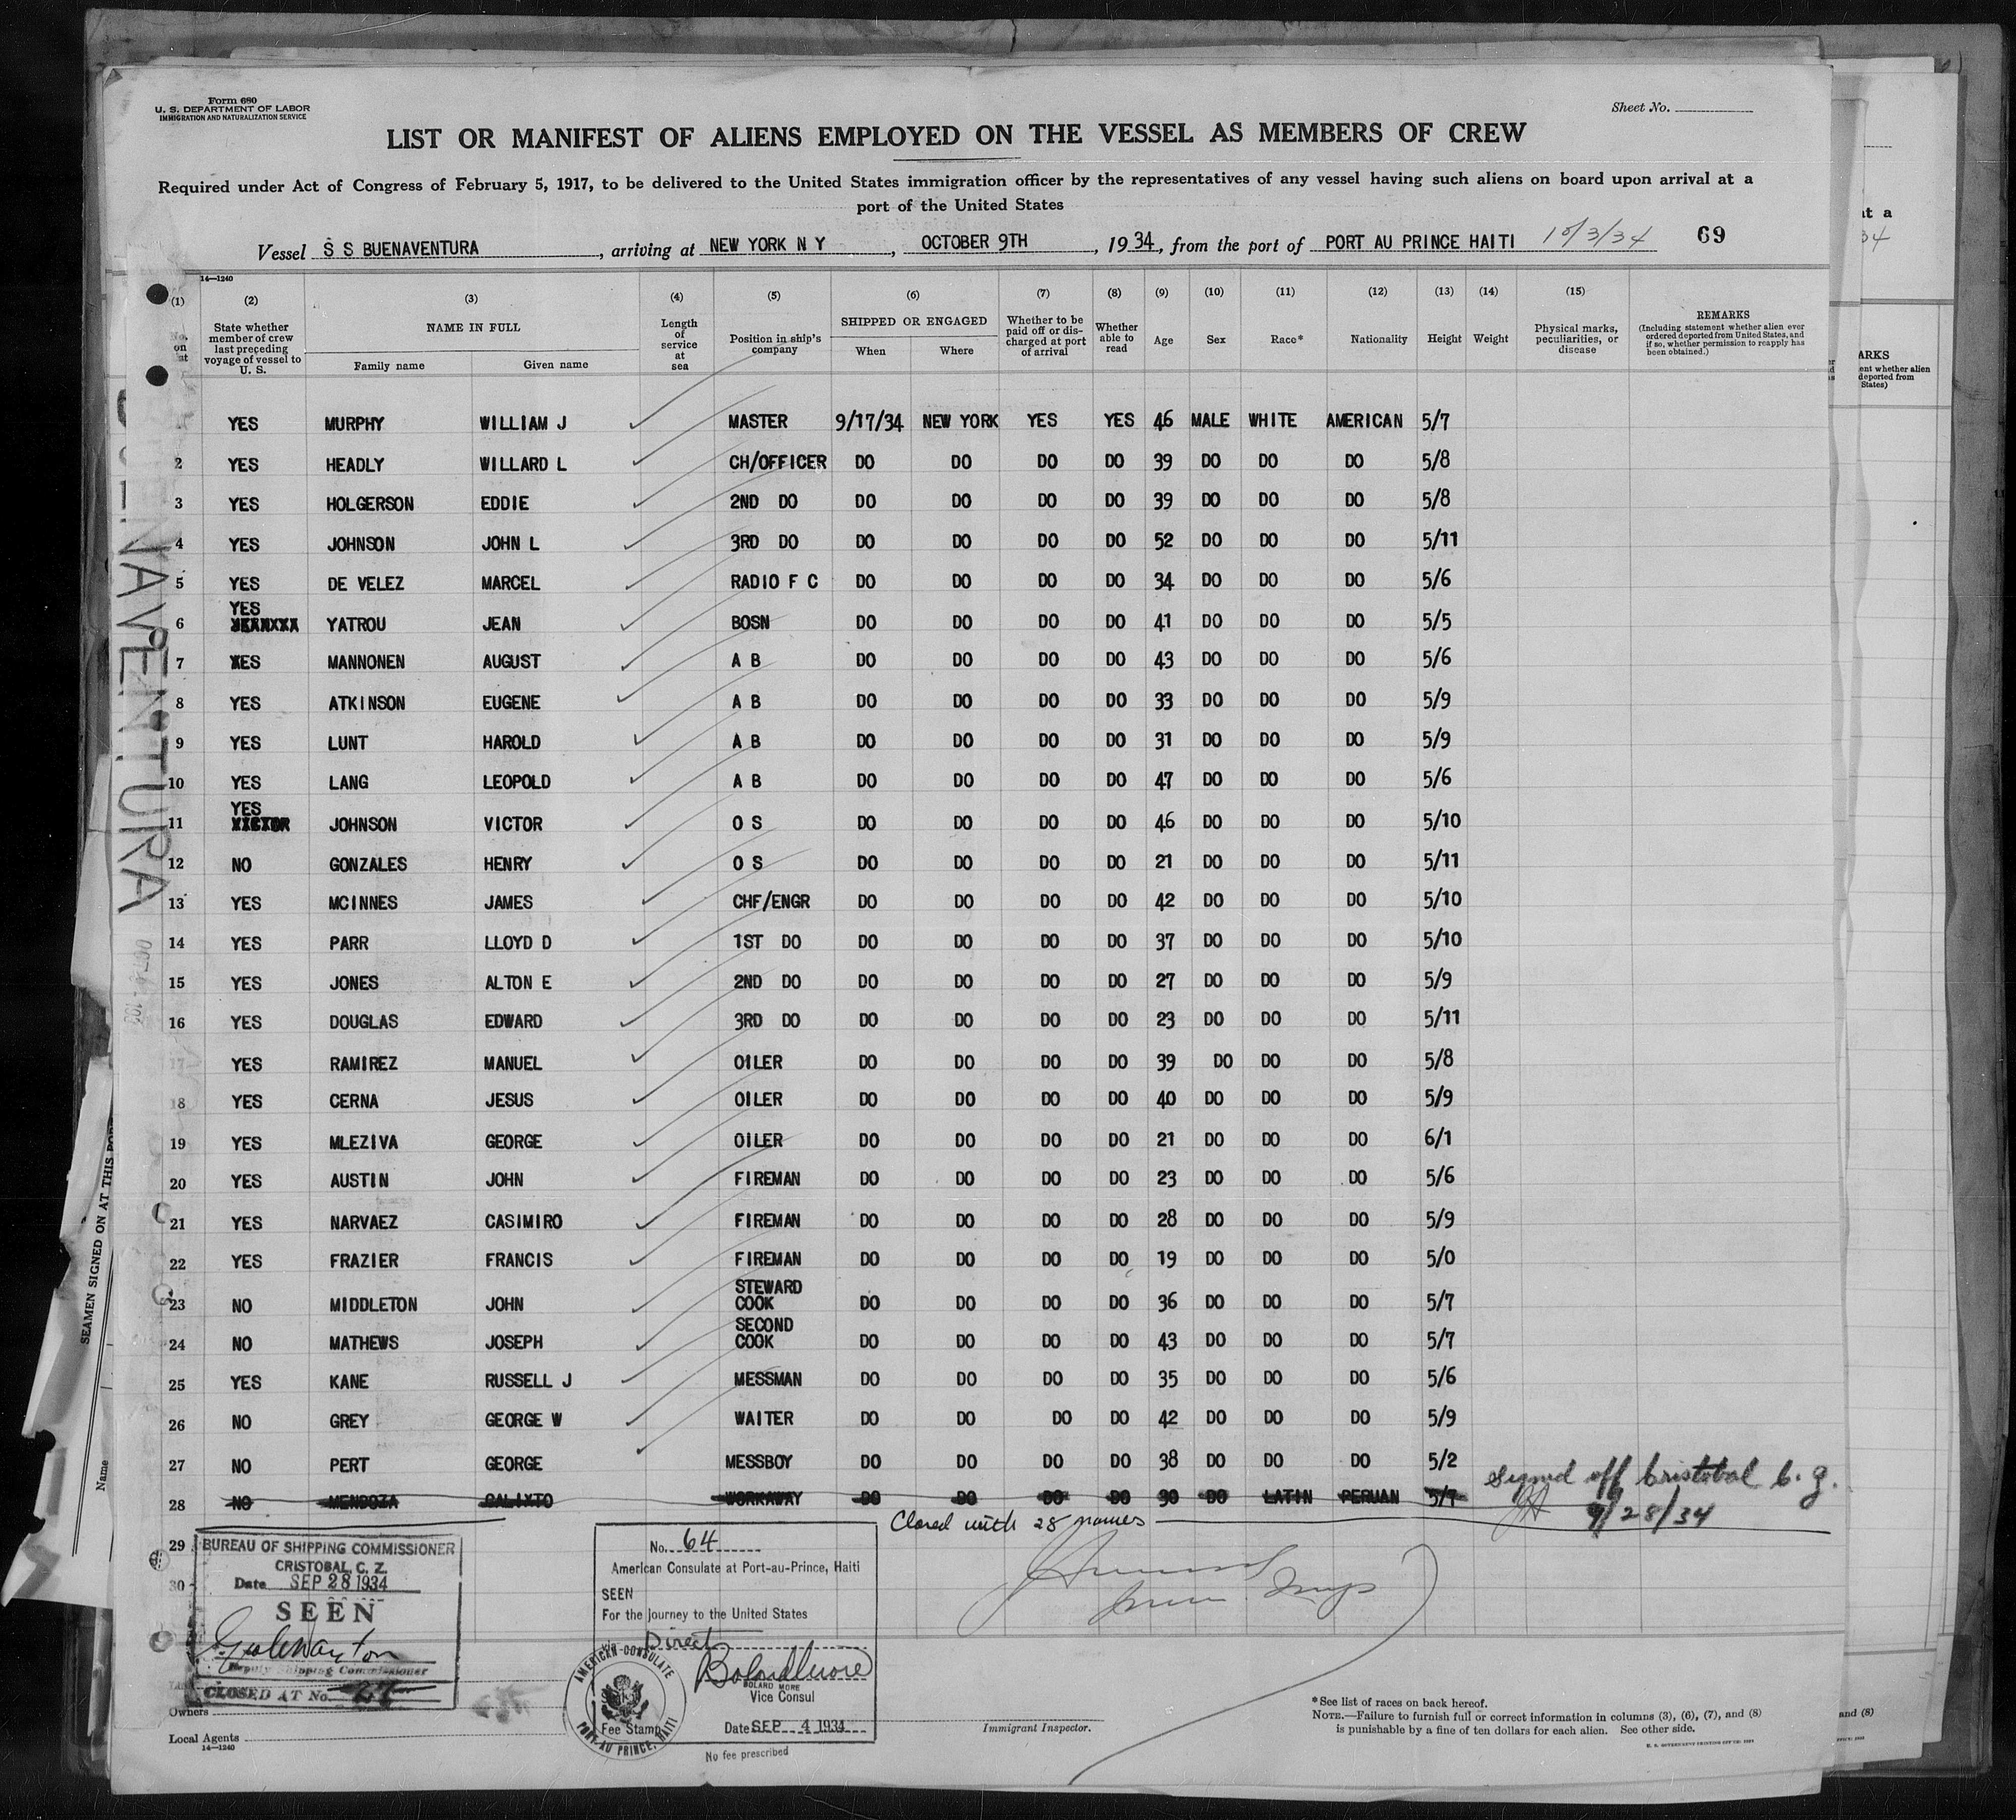 Form 680
U. S. DEPARTMENT OF LABOR
IMMIGRATION AND NATURALIZATION SERVICE
Sheet No.
LIST OR MANIFEST OF ALIENS EMPLOYED ON THE VESSEL AS MEMBERS OF CREW
Required under Act of Congress of February 5, 1917, to be delivered to the United States immigration officer by the representatives of any vessel having such aliens on board upon arrival at a
port of the United States
Vessel S S BUENAVENTURA, arriving at NEW YORK N Y, OCTOBER 9TH, 1934, from the port of PORT AU PRINCE HAITI 10/3/34 69
14—1240
(1) (2) (3) (4) (5) (6) (7) (8) (9) (10) (11) (12) (13) (14) (15)
No. on list
State whether member of crew last preceding voyage of vessel to U. S.
NAME IN FULL
Family name
Given name
Length of service at sea
Position in ship's company
SHIPPED OR ENGAGED
When
Where
Whether to be paid off or discharged at port of arrival
Whether able to read
Age
Sex
Race*
Nationality
Height
Weight
Physical marks, peculiarities, or disease
REMARKS
(Including statement whether alien ever ordered deported from United States, and if so, whether permission to reapply has been obtained.)
YES MURPHY WILLIAM J MASTER 9/17/34 NEW YORK YES YES 46 MALE WHITE AMERICAN 5/7
2 YES HEADLY WILLARD L CH/OFFICER DO DO DO DO 39 DO DO DO 5/8
3 YES HOLGERSON EDDIE 2ND DO DO DO DO DO 39 DO DO DO 5/8
4 YES JOHNSON JOHN L 3RD DO DO DO DO DO 52 DO DO DO 5/11
5 YES DE VELEZ MARCEL RADIO F C DO DO DO DO 34 DO DO DO 5/6
6 YES YATROU JEAN BOSN DO DO DO DO 41 DO DO DO 5/5
7 YES MANNONEN AUGUST A B DO DO DO DO 43 DO DO DO 5/6
8 YES ATKINSON EUGENE A B DO DO DO DO 33 DO DO DO 5/9
9 YES LUNT HAROLD A B DO DO DO DO 31 DO DO DO 5/9
10 YES LANG LEOPOLD A B DO DO DO DO 47 DO DO DO 5/6
11 YES JOHNSON VICTOR O S DO DO DO DO 46 DO DO DO 5/10
12 NO GONZALES HENRY O S DO DO DO DO 21 DO DO DO 5/11
13 YES MCINNES JAMES CHF/ENGR DO DO DO DO 42 DO DO DO 5/10
14 YES PARR LLOYD D 1ST DO DO DO DO DO 37 DO DO DO 5/10
15 YES JONES ALTON E 2ND DO DO DO DO DO 27 DO DO DO 5/9
16 YES DOUGLAS EDWARD 3RD DO DO DO DO DO 23 DO DO DO 5/11
17 YES RAMIREZ MANUEL OILER DO DO DO DO 39 DO DO DO 5/8
18 YES CERNA JESUS OILER DO DO DO DO 40 DO DO DO 5/9
19 YES MLEZIVA GEORGE OILER DO DO DO DO 21 DO DO DO 6/1
20 YES AUSTIN JOHN FIREMAN DO DO DO DO 23 DO DO DO 5/6
21 YES NARVAEZ CASIMIRO FIREMAN DO DO DO DO 28 DO DO DO 5/9
22 YES FRAZIER FRANCIS FIREMAN DO DO DO DO 19 DO DO DO 5/0
23 NO MIDDLETON JOHN STEWARD COOK DO DO DO DO 36 DO DO DO 5/7
24 NO MATHEWS JOSEPH SECOND COOK DO DO DO DO 43 DO DO DO 5/7
25 YES KANE RUSSELL J MESSMAN DO DO DO DO 35 DO DO DO 5/6
26 NO GREY GEORGE W WAITER DO DO DO DO 42 DO DO DO 5/9
27 NO PERT GEORGE MESSBOY DO DO DO DO 38 DO DO DO 5/2
28 NO MENDOZA CALIXTO WORKAWAY DO DO DO DO 30 DO LATIN PERUAN 5/7
Signed off Cristobal C. Z.
9/28/34
Closed with 28 names
29
30
BUENAVENTURA
SEAMEN SIGNED ON AT THIS PORT
Name
BUREAU OF SHIPPING COMMISSIONER
CRISTOBAL, C. Z.
Date SEP 28 1934
SEEN
Deputy Shipping Commissioner
CLOSED AT No.
No. 64
American Consulate at Port-au-Prince, Haiti
SEEN
For the journey to the United States
via Direct
BOLARD MORE
Vice Consul
Date SEP 4 1934
AMERICAN CONSULATE
PORT AU PRINCE, HAITI
Fee Stamp
No fee prescribed
Owners
Local Agents
14—1240
Immigrant Inspector.
*See list of races on back hereof.
NOTE.—Failure to furnish full or correct information in columns (3), (6), (7), and (8)
is punishable by a fine of ten dollars for each alien. See other side.
at a
34
ARKS
ent whether alien
deported from
States)
and (8)